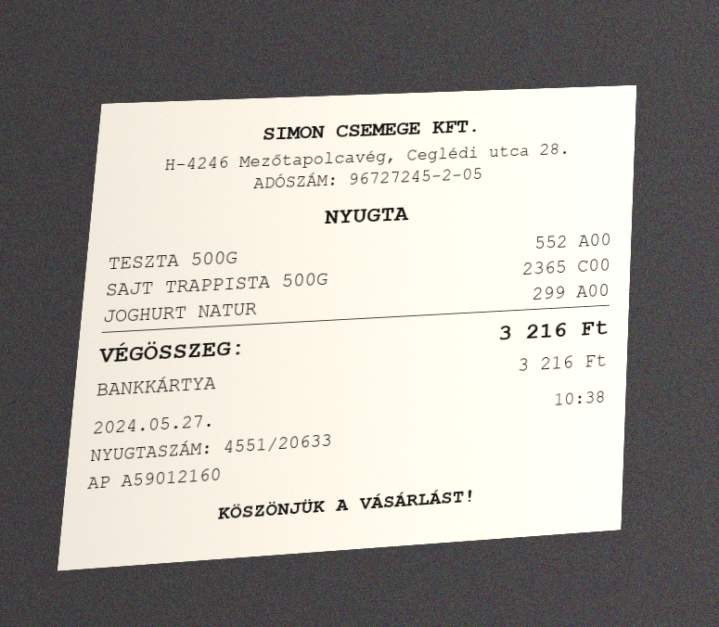 SIMON CSEMEGE KFT.
H-4246 Mezőtapolcavég, Ceglédi utca 28.
ADÓSZÁM: 96727245-2-05
NYUGTA
TESZTA 500G 552 A00
SAJT TRAPPISTA 500G 2365 C00
JOGHURT NATUR 299 A00
VÉGÖSSZEG: 3 216 Ft
BANKKÁRTYA 3 216 Ft
2024.05.27. 10:38
NYUGTASZÁM: 4551/20633
AP A59012160
KÖSZÖNJÜK A VÁSÁRLÁST!